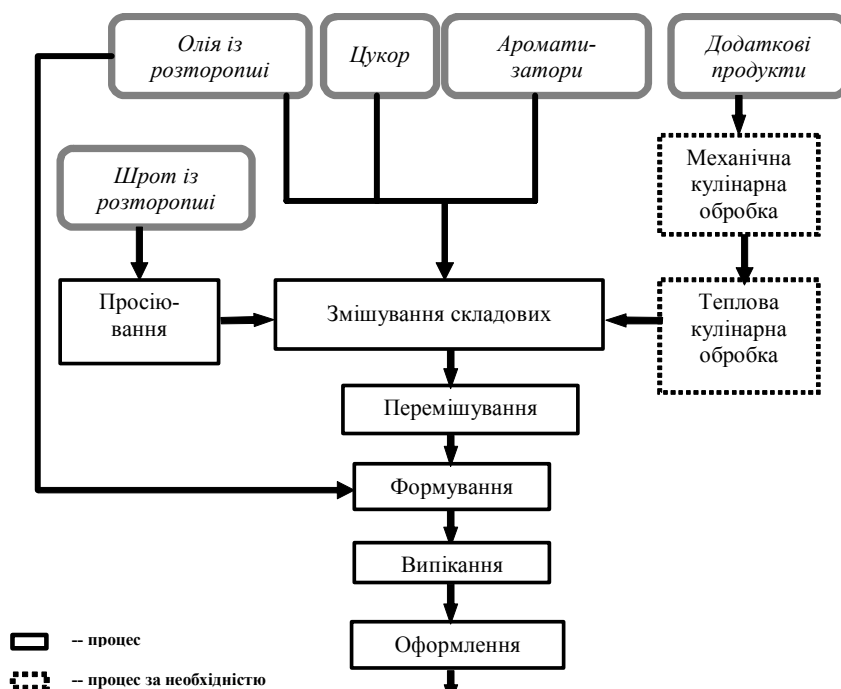 Олія із
розторопші
Цукор
Аромати-
затори
Додаткові
продукти
Шрот із
розторопші
Механічна
кулінарна
обробка
Просію-
вання
Змішування складових
Теплова
кулінарна
обробка
Перемішування
Формування
Випікання
Оформлення
-- процес
-- процес за необхідністю